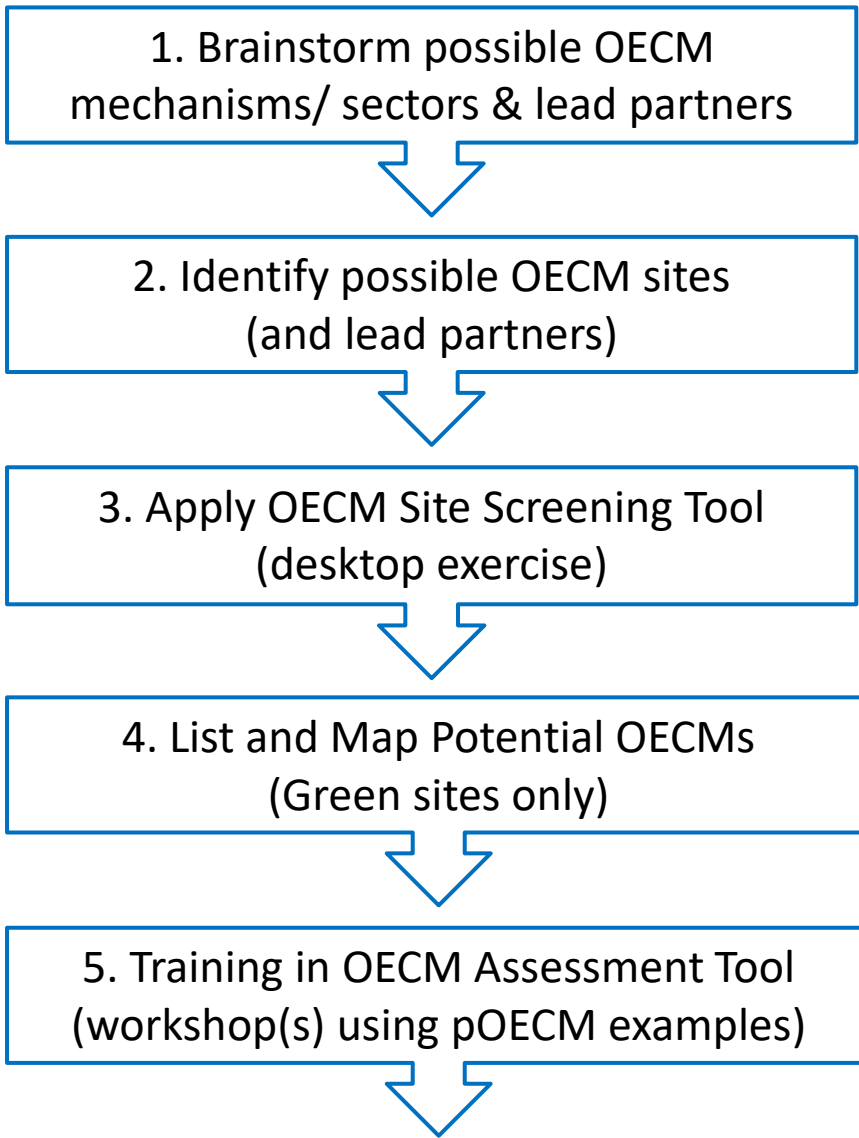 1. Brainstorm possible OECM
mechanisms/ sectors & lead partners
2. Identify possible OECM sites
(and lead partners)
3. Apply OECM Site Screening Tool
(desktop exercise)
4. List and Map Potential OECMs
(Green sites only)
5. Training in OECM Assessment Tool
(workshop(s) using pOECM examples)